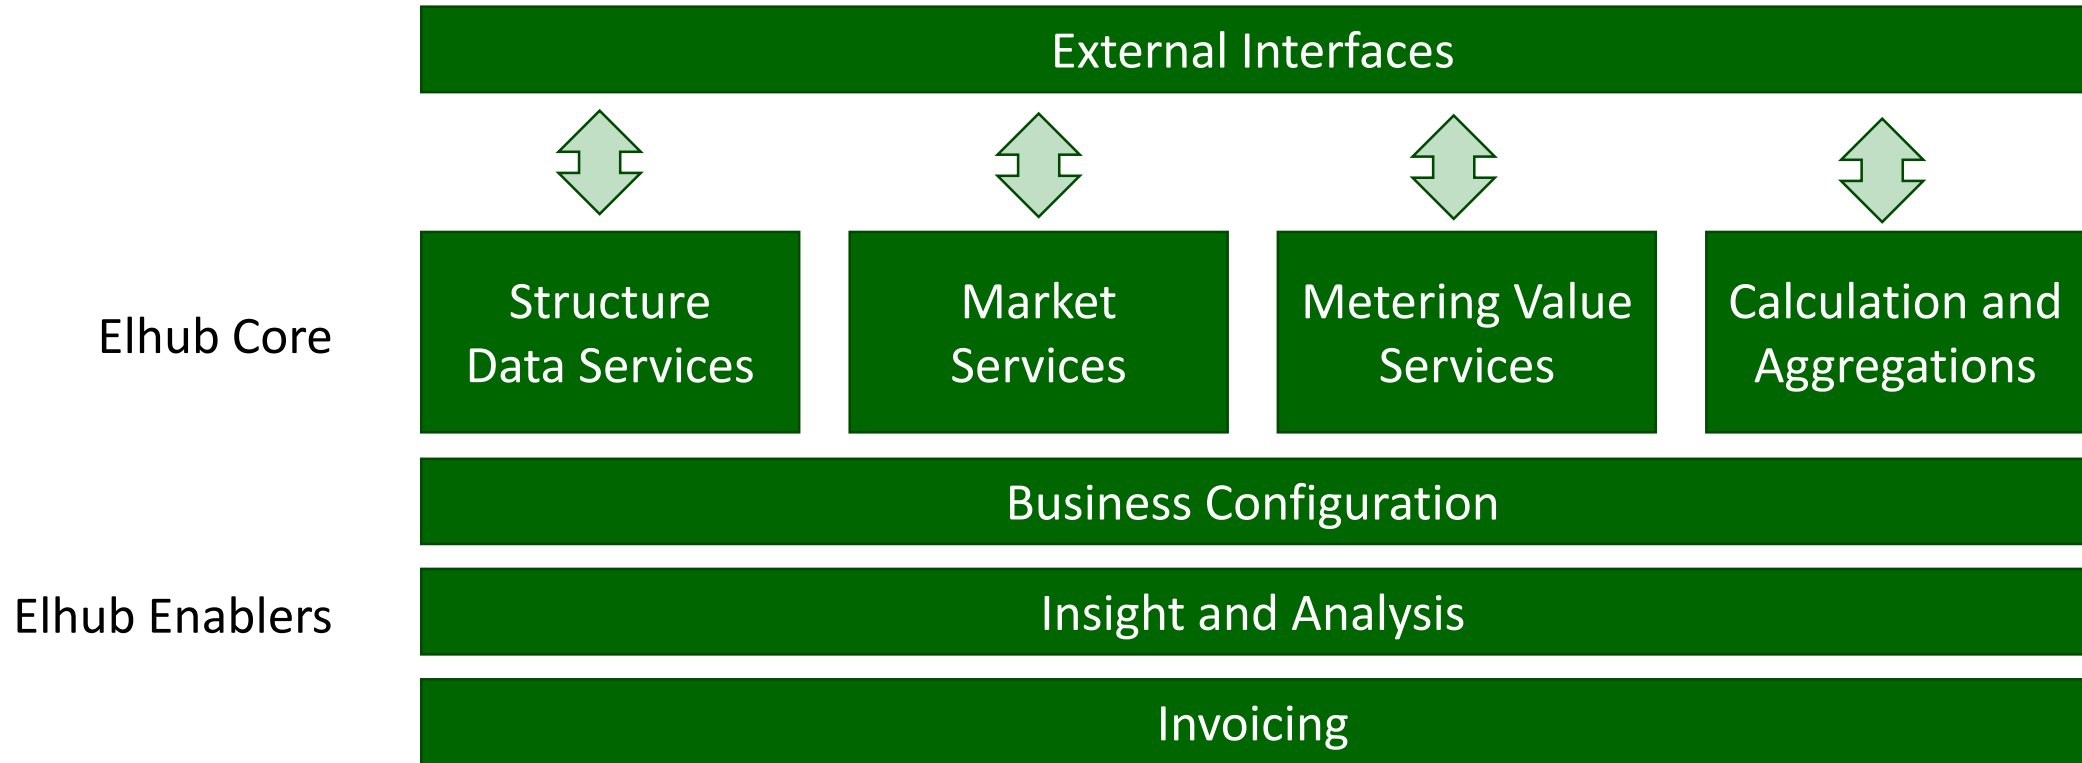 External Interfaces
Elhub Core
Structure
Data Services
Market
Services
Metering Value
Services
Calculation and
Aggregations
Business Configuration
Elhub Enablers
Insight and Analysis
Invoicing